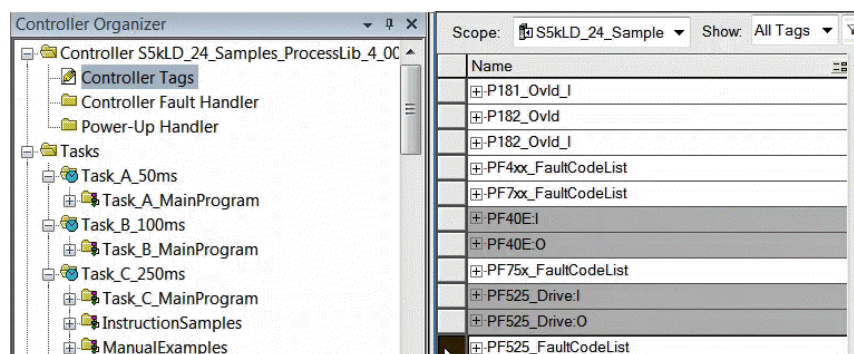 Controller Organizer
Controller S5kLD_24_Samples_ProcessLib_4_00
Controller Tags
Controller Fault Handler
Power-Up Handler
Tasks
Task_A_50ms
Task_A_MainProgram
Task_B_100ms
Task_B_MainProgram
Task_C_250ms
Task_C_MainProgram
InstructionSamples
ManualExamples
Scope: S5kLD_24_Sample Show: All Tags
Name
P181_Ovld_I
P182_Ovld
P182_Ovld_I
PF4xx_FaultCodeList
PF7xx_FaultCodeList
PF40E:I
PF40E:O
PF75x_FaultCodeList
PF525_Drive:I
PF525_Drive:O
PF525_FaultCodeList